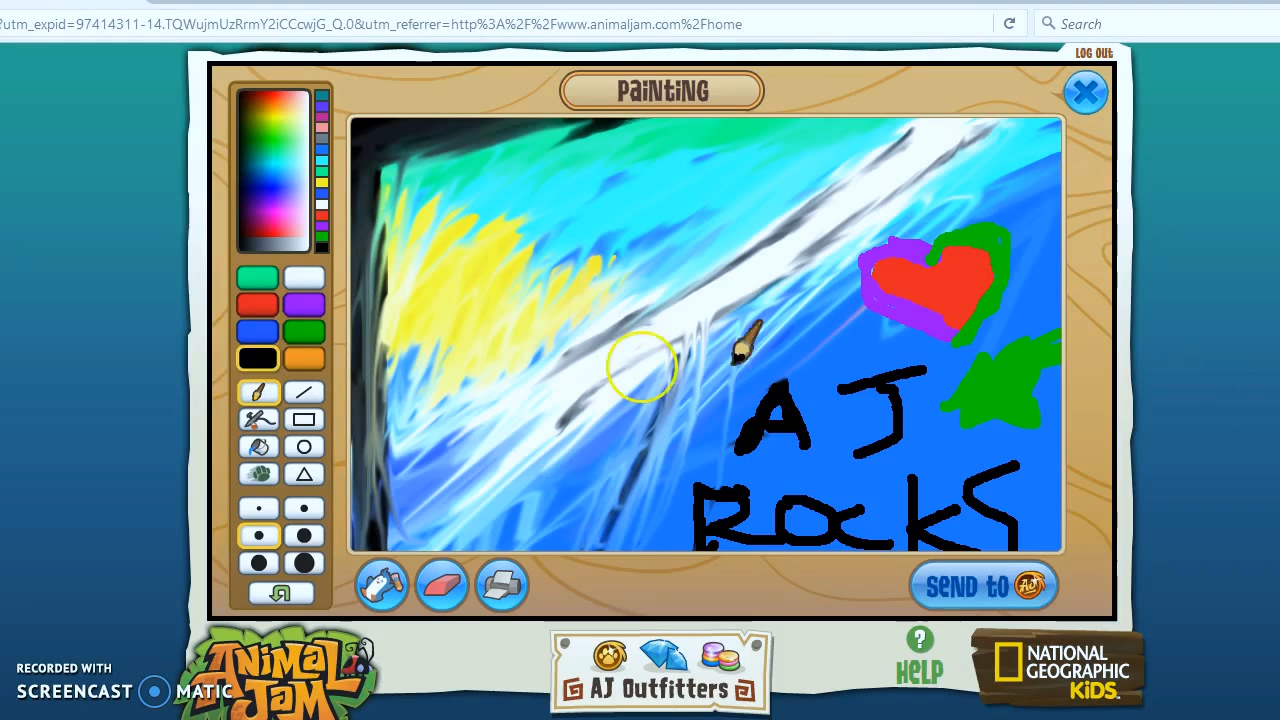 ?utm_expid=97414311-14.TQWujmUzRrmY2iCCcwjG_Q.0&utm_referrer=http%3A%2F%2Fwww.animaljam.com%2Fhome
Search
LOG OUT
PAINTING
AJ
ROCKS
SEND TO AJ
ANIMAL JAM
AJ Outfitters
? HELP
NATIONAL GEOGRAPHIC KiDS
RECORDED WITH
SCREENCAST MATIC